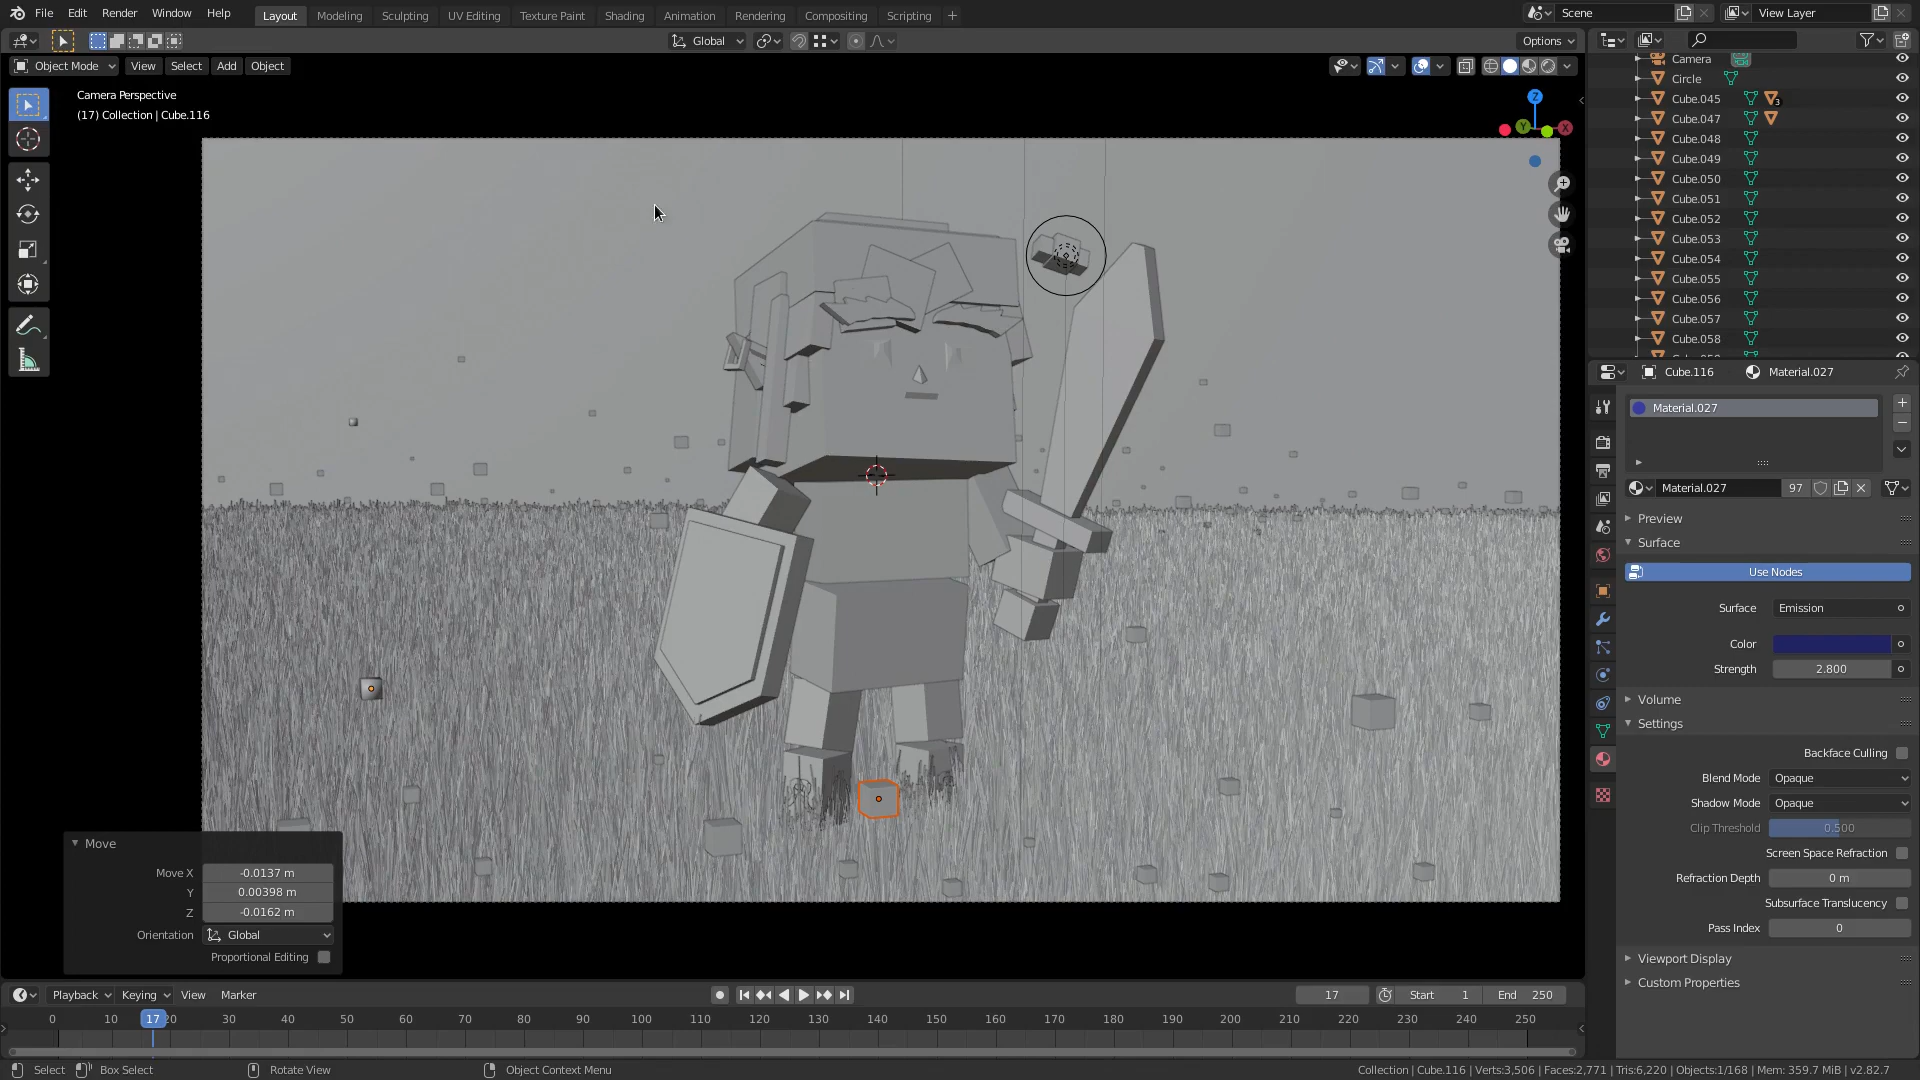 File Edit Render Window Help Layout Modeling Sculpting UV Editing Texture Paint Shading Animation Rendering Compositing Scripting + Scene View Layer
Global Options
Object Mode View Select Add Object
Camera Perspective
(17) Collection | Cube.116
Z
Y
X
Camera
Circle
Cube.045 3
Cube.047
Cube.048
Cube.049
Cube.050
Cube.051
Cube.052
Cube.053
Cube.054
Cube.055
Cube.056
Cube.057
Cube.058
Cube.116 Material.027
Material.027
Material.027 97
Preview
Surface
Use Nodes
Surface Emission
Color
Strength 2.800
Volume
Settings
Backface Culling
Blend Mode Opaque
Shadow Mode Opaque
Clip Threshold 0.500
Screen Space Refraction
Refraction Depth 0 m
Subsurface Translucency
Pass Index 0
Viewport Display
Custom Properties
Move
Move X -0.0137 m
Y 0.00398 m
Z -0.0162 m
Orientation Global
Proportional Editing
Playback Keying View Marker 17 Start 1 End 250
0 10 17 20 30 40 50 60 70 80 90 100 110 120 130 140 150 160 170 180 190 200 210 220 230 240 250
Select Box Select Rotate View Object Context Menu Collection | Cube.116 | Verts:3,506 | Faces:2,771 | Tris:6,220 | Objects:1/168 | Mem: 359.7 MiB | v2.82.7